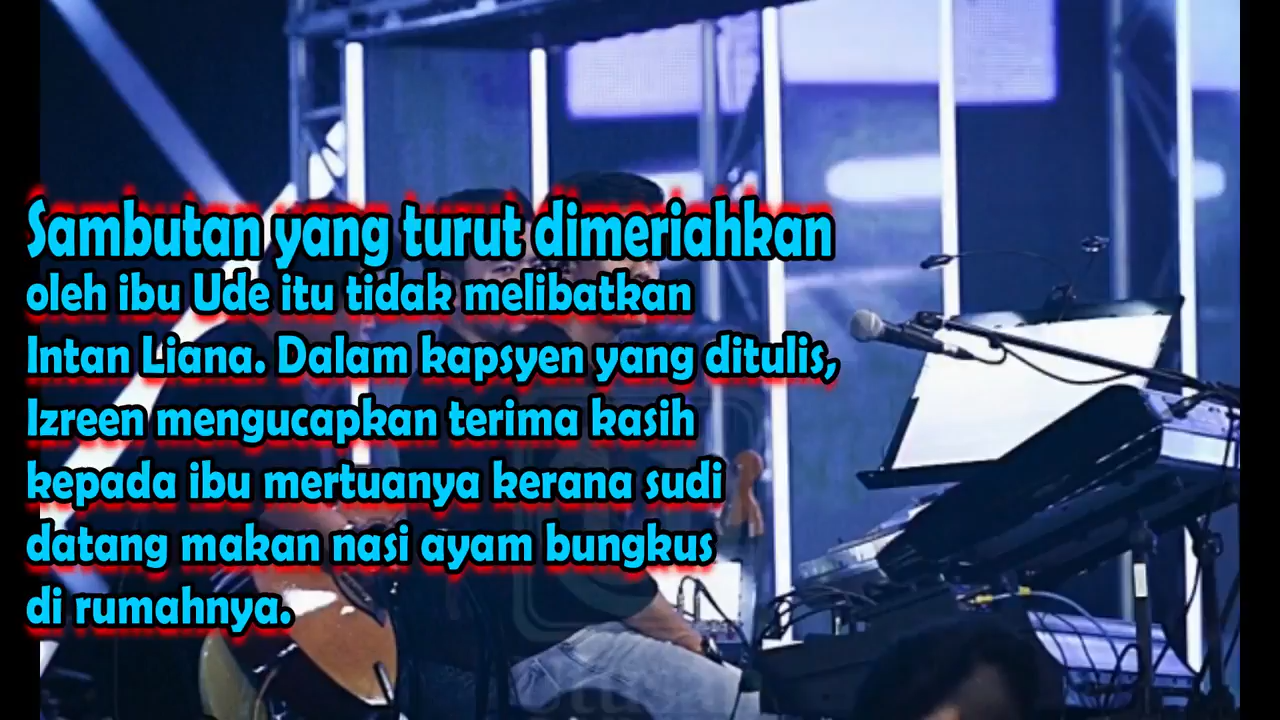 Sambutan yang turut dimeriahkan
oleh ibu Ude itu tidak melibatkan
Intan Liana. Dalam kapsyen yang ditulis,
Izreen mengucapkan terima kasih
kepada ibu mertuanya kerana sudi
datang makan nasi ayam bungkus
di rumahnya.